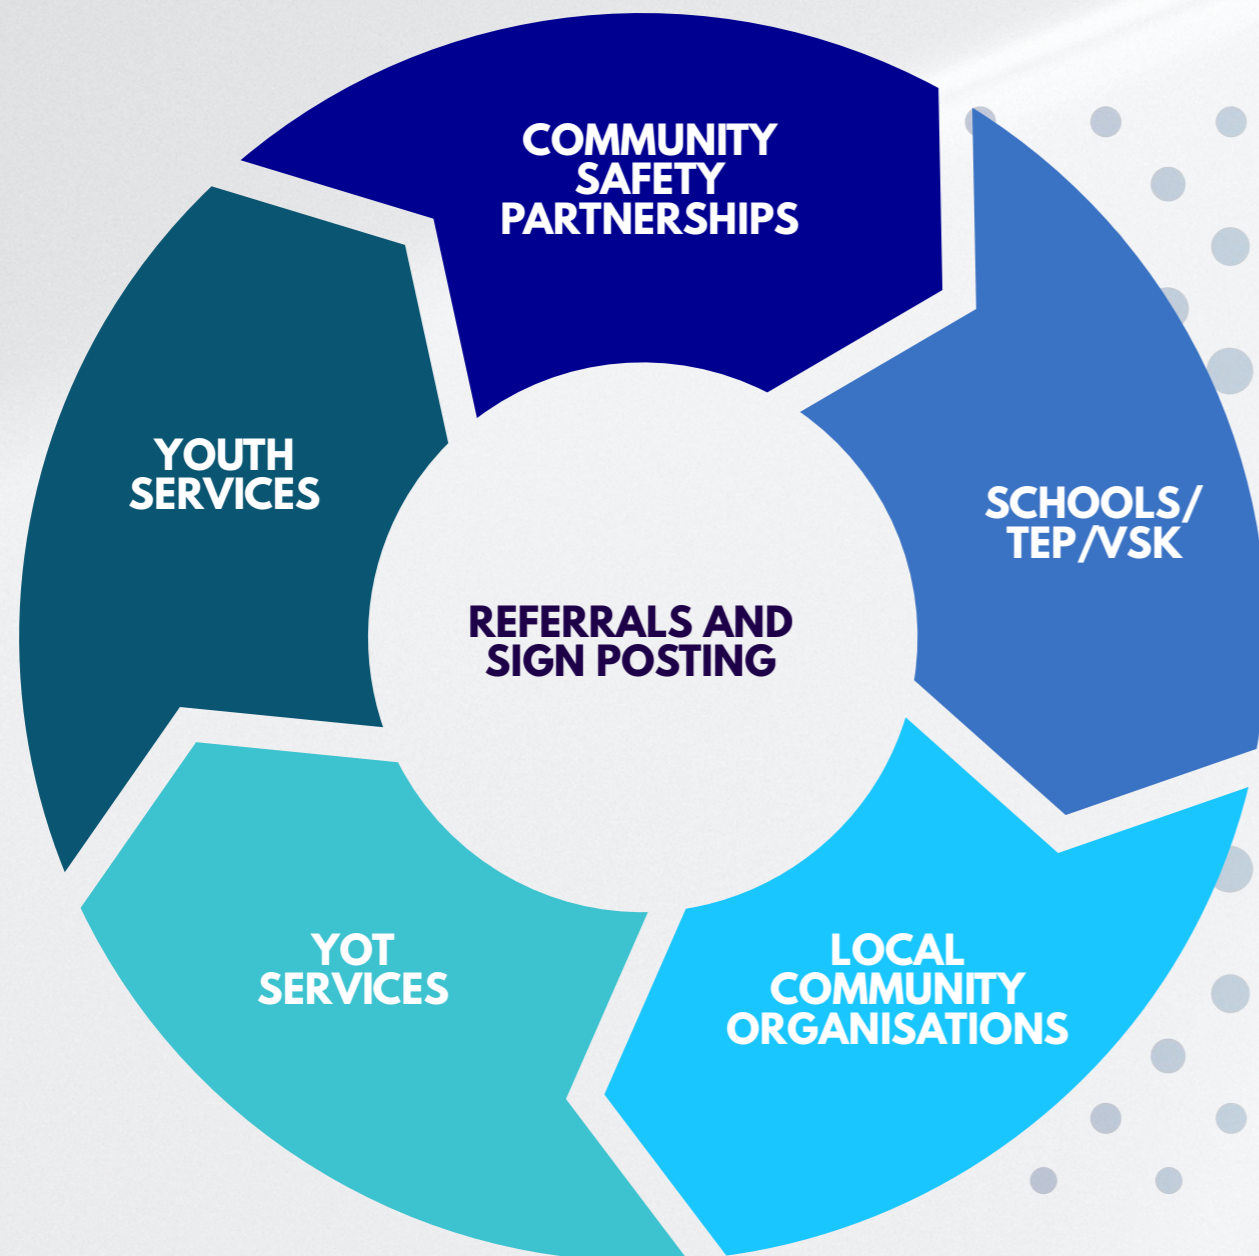 COMMUNITY
SAFETY
PARTNERSHIPS
YOUTH
SERVICES
SCHOOLS/
TEP/VSK
REFERRALS AND
SIGN POSTING
YOT
SERVICES
LOCAL
COMMUNITY
ORGANISATIONS